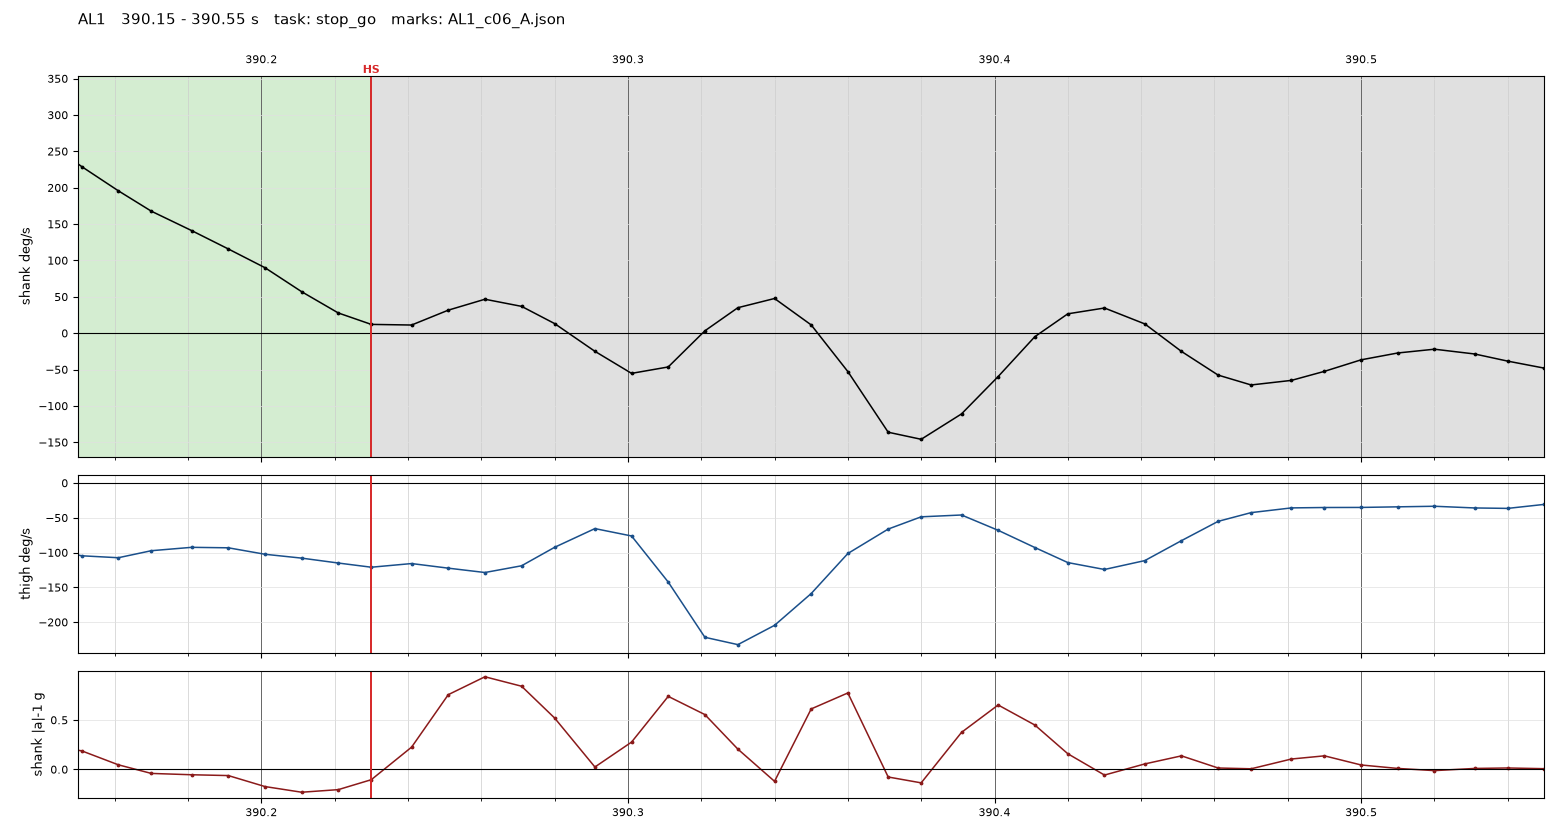 AL1   390.15 - 390.55 s   task: stop_go   marks: AL1_c06_A.json
390.2 390.3 390.4 390.5
HS
shank deg/s
350
300
250
200
150
100
50
0
−50
−100
−150
thigh deg/s
0
−50
−100
−150
−200
shank |a|-1 g
0.5
0.0
390.2 390.3 390.4 390.5